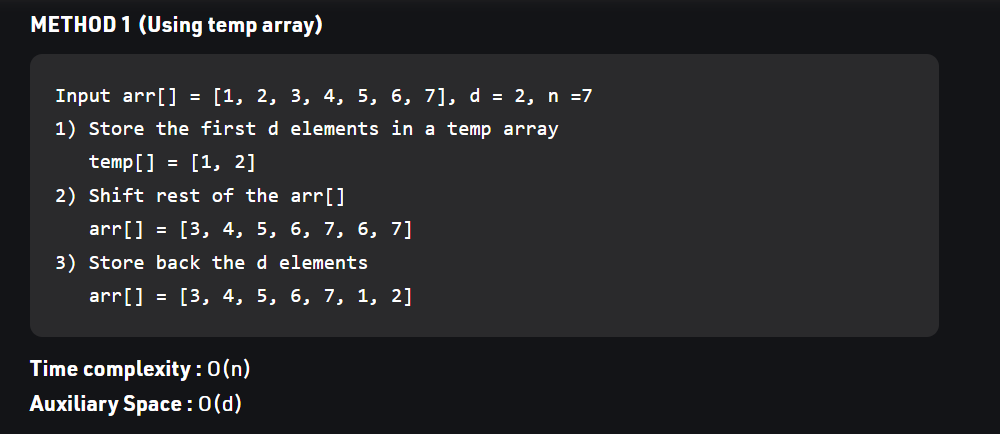 METHOD 1 (Using temp array)
Input arr[] = [1, 2, 3, 4, 5, 6, 7], d = 2, n =7
1) Store the first d elements in a temp array
temp[] = [1, 2]
2) Shift rest of the arr[]
arr[] = [3, 4, 5, 6, 7, 6, 7]
3) Store back the d elements
arr[] = [3, 4, 5, 6, 7, 1, 2]
Time complexity : O(n)
Auxiliary Space : O(d)